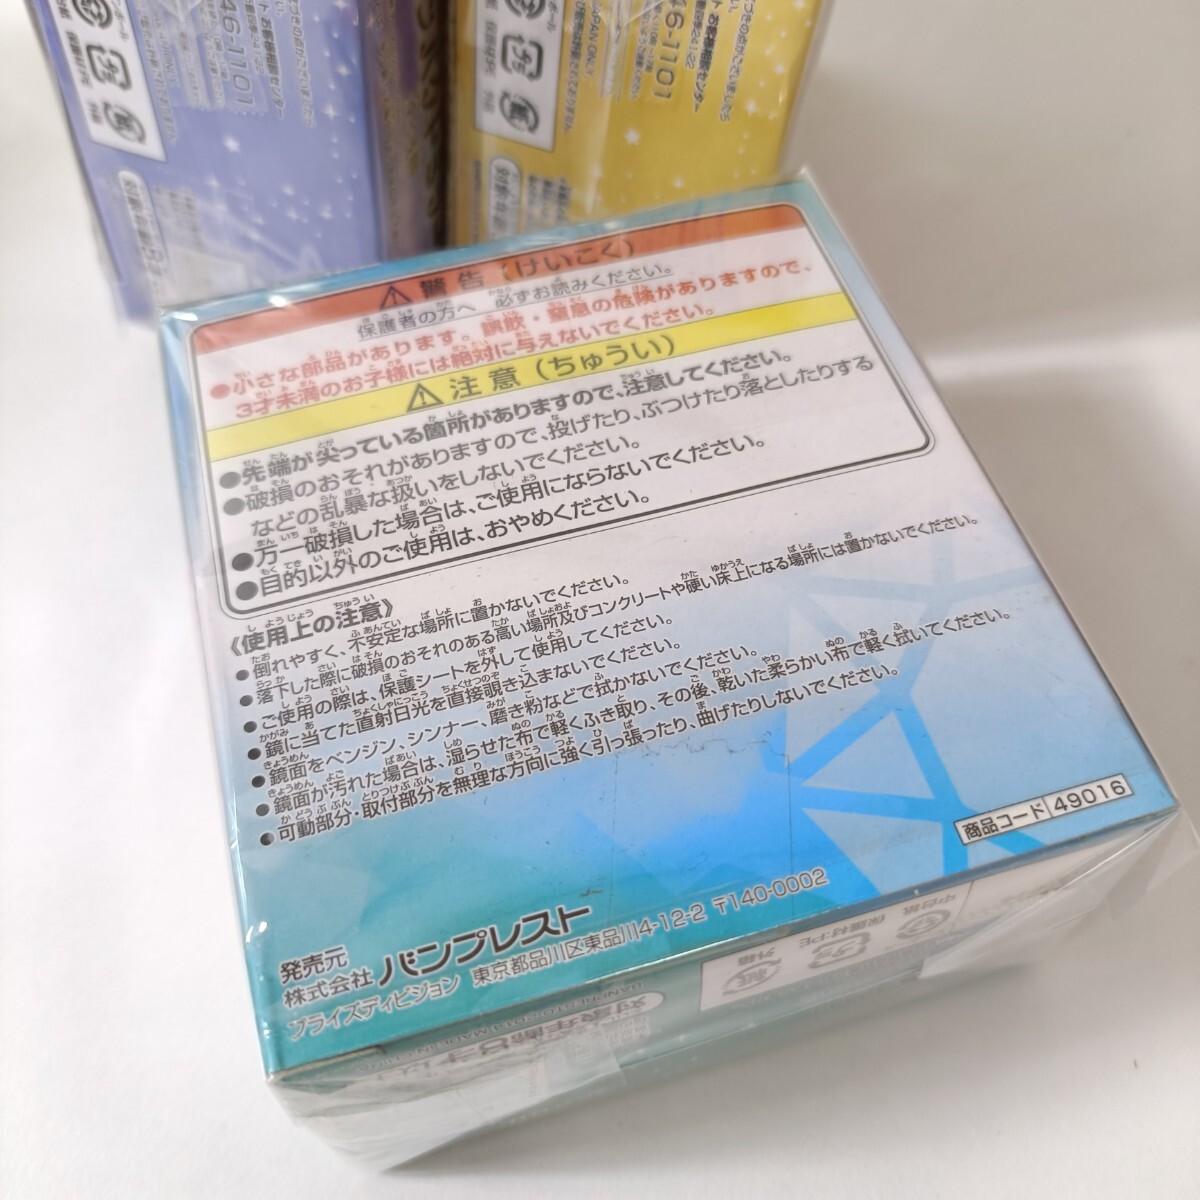 46-1101
46-1101
JAPAN ONLY
⚠警告(けいこく)
保護者の方へ 必ずお読みください。
●小さな部品があります。誤飲・窒息の危険がありますので、
3才未満のお子様には絶対に与えないでください。
⚠注意(ちゅうい)
●先端が尖っている箇所がありますので、注意してください。
●破損のおそれがありますので、投げたり、ぶつけたり落としたりする
などの乱暴な扱いをしないでください。
●万一破損した場合は、ご使用にならないでください。
●目的以外のご使用は、おやめください。
《使用上の注意》
•倒れやすく、不安定な場所に置かないでください。
•落下した際に破損のおそれのある高い場所及びコンクリートや硬い床上になる場所には置かないでください。
•ご使用の際は、保護シートを外して使用してください。
•鏡に当てた直射日光を直接覗き込まないでください。
•鏡面をベンジン、シンナー、磨き粉などで拭かないでください。
•鏡面が汚れた場合は、湿らせた布で軽くふき取り、その後、乾いた柔らかい布で軽く拭いてください。
•可動部分・取付部分を無理な方向に強く引っ張ったり、曲げたりしないでください。
商品コード 49016
発売元
株式会社 バンプレスト
プライズディビジョン 東京都品川区東品川4-12-2 〒140-0002